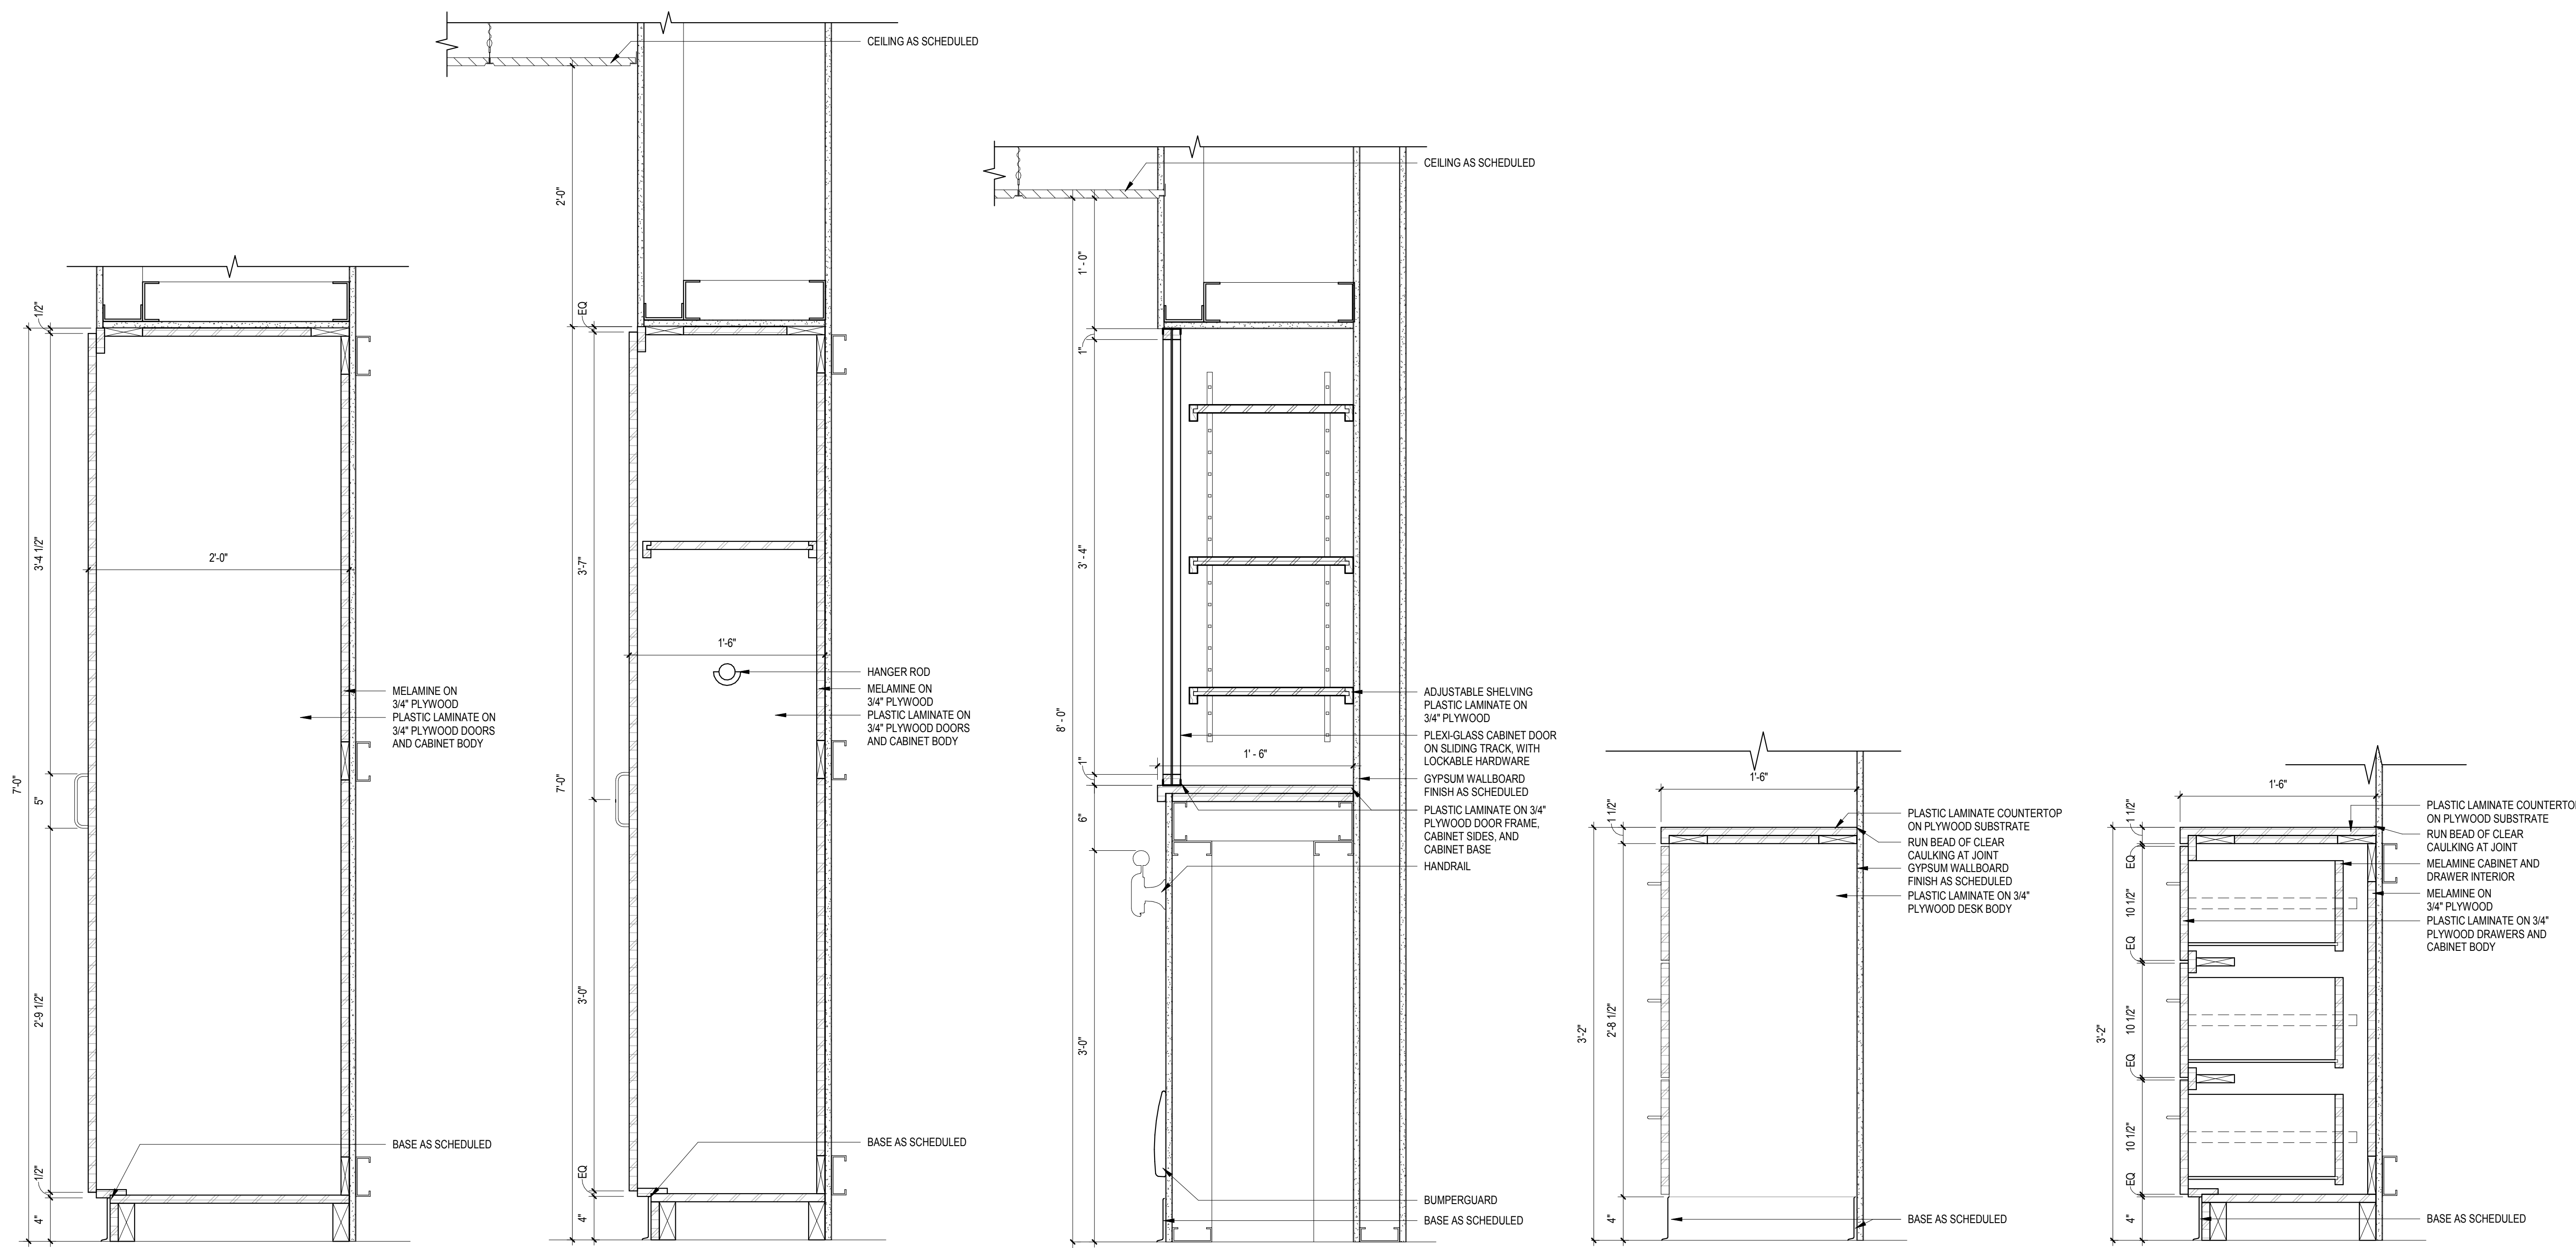 1/2"
3'-4 1/2"
7'-0"
5"
2'-9 1/2"
1/2"
4"
2'-0"
MELAMINE ON
3/4" PLYWOOD
PLASTIC LAMINATE ON
3/4" PLYWOOD DOORS
AND CABINET BODY
BASE AS SCHEDULED
CEILING AS SCHEDULED
2'-0"
EQ
3'-7"
7'-0"
3'-0"
EQ
4"
1'-6"
HANGER ROD
MELAMINE ON
3/4" PLYWOOD
PLASTIC LAMINATE ON
3/4" PLYWOOD DOORS
AND CABINET BODY
BASE AS SCHEDULED
CEILING AS SCHEDULED
1' - 0"
1"
3' - 4"
8' - 0"
1"
6"
3'-0"
1' - 6"
ADJUSTABLE SHELVING
PLASTIC LAMINATE ON
3/4" PLYWOOD
PLEXI-GLASS CABINET DOOR
ON SLIDING TRACK, WITH
LOCKABLE HARDWARE
GYPSUM WALLBOARD
FINISH AS SCHEDULED
PLASTIC LAMINATE ON 3/4"
PLYWOOD DOOR FRAME,
CABINET SIDES, AND
CABINET BASE
HANDRAIL
BUMPERGUARD
BASE AS SCHEDULED
1'-6"
1 1/2"
3'-2"
2'-8 1/2"
4"
PLASTIC LAMINATE COUNTERTOP
ON PLYWOOD SUBSTRATE
RUN BEAD OF CLEAR
CAULKING AT JOINT
GYPSUM WALLBOARD
FINISH AS SCHEDULED
PLASTIC LAMINATE ON 3/4"
PLYWOOD DESK BODY
BASE AS SCHEDULED
1'-6"
1 1/2"
EQ
10 1/2"
EQ
3'-2"
10 1/2"
EQ
10 1/2"
EQ
4"
PLASTIC LAMINATE COUNTERTO
ON PLYWOOD SUBSTRATE
RUN BEAD OF CLEAR
CAULKING AT JOINT
MELAMINE CABINET AND
DRAWER INTERIOR
MELAMINE ON
3/4" PLYWOOD
PLASTIC LAMINATE ON 3/4"
PLYWOOD DRAWERS AND
CABINET BODY
BASE AS SCHEDULED